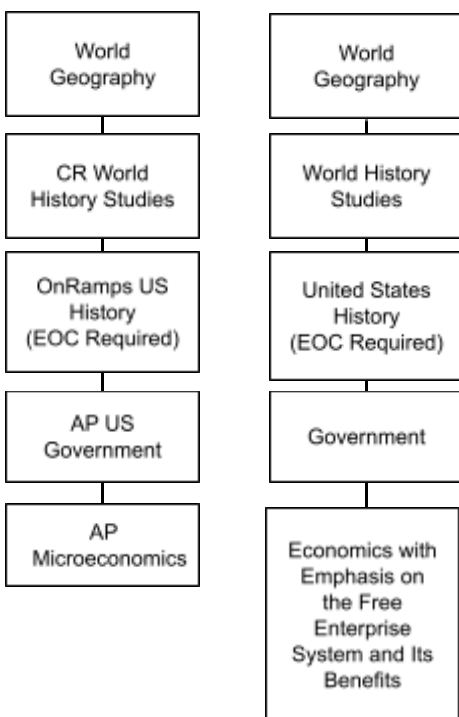 World
Geography
CR World
History Studies
OnRamps US
History
(EOC Required)
AP US
Government
AP
Microeconomics
World
Geography
World History
Studies
United States
History
(EOC Required)
Government
Economics with
Emphasis on
the Free
Enterprise
System and Its
Benefits